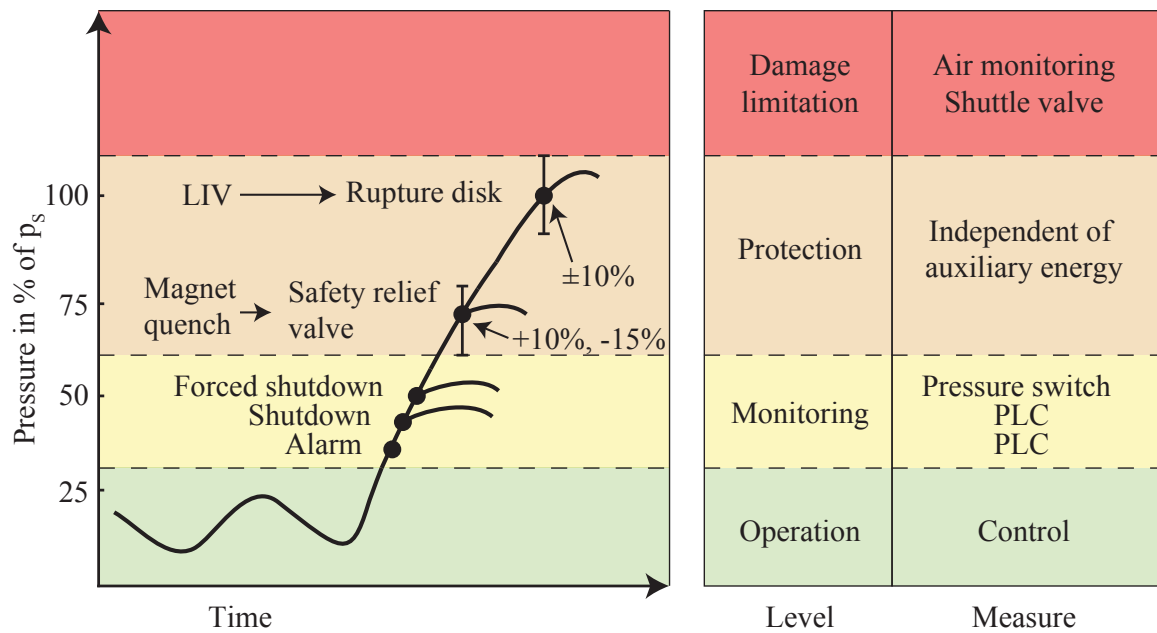 Pressure in % of pₛ
100
75
50
25
LIV
Rupture disk
±10%
Magnet
quench
Safety relief
valve
+10%, -15%
Forced shutdown
Shutdown
Alarm
Time
Damage
limitation
Air monitoring
Shuttle valve
Protection
Independent of
auxiliary energy
Monitoring
Pressure switch
PLC
PLC
Operation
Control
Level
Measure